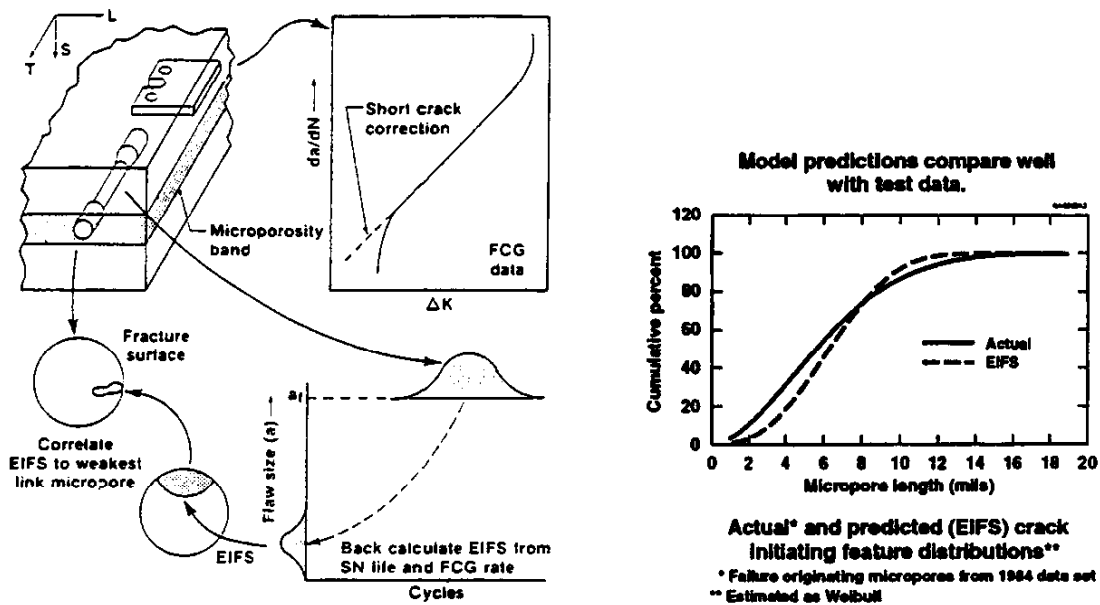 L
S
T
da/dN
Short crack
correction
Microporosity
band
FCG
data
ΔK
Fracture
surface
Correlate
EIFS to weakest
link micropore
EIFS
Flaw size (a)
Back calculate EIFS from
SN life and FCG rate
Cycles
Model predictions compare well
with test data.
Cumulative percent
120
100
80
60
40
20
0
Actual
EIFS
0 2 4 6 8 10 12 14 16 18 20
Micropore length (mils)
Actual* and predicted (EIFS) crack
initiating feature distributions**
* Failure originating micropores from 1984 data set
** Estimated as Weibull